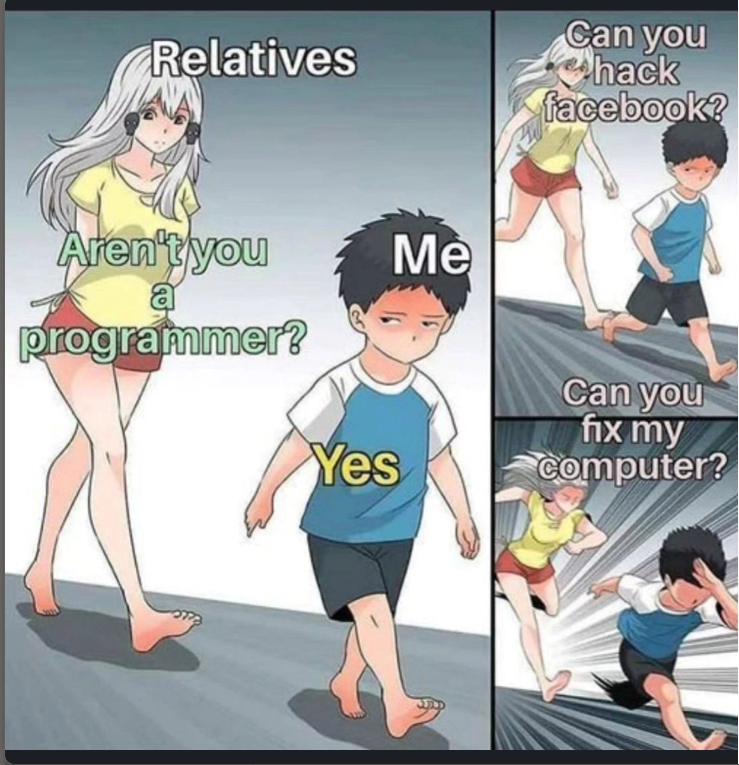 Relatives
Aren't you
a
programmer?
Me
Yes
Can you
hack
facebook?
Can you
fix my
computer?